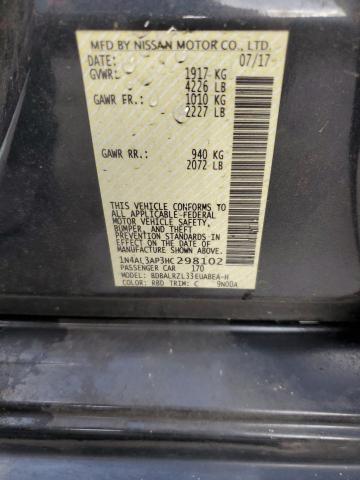 MFD BY NISSAN MOTOR CO., LTD.
DATE: 07/17
GVWR: 1917 KG
4226 LB
GAWR FR.: 1010 KG
2227 LB
GAWR RR.: 940 KG
2072 LB
THIS VEHICLE CONFORMS TO
ALL APPLICABLE FEDERAL
MOTOR VEHICLE SAFETY,
BUMPER, AND THEFT
PREVENTION STANDARDS
IN EFFECT ON THE DATE OF
MANUFACTURE SHOWN ABOVE.
1N4AL3AP3HC298102
PASSENGER CAR 170
MODEL: BDBALRZL33EUABEA-H
COLOR: RBD TRIM: C 9N00A